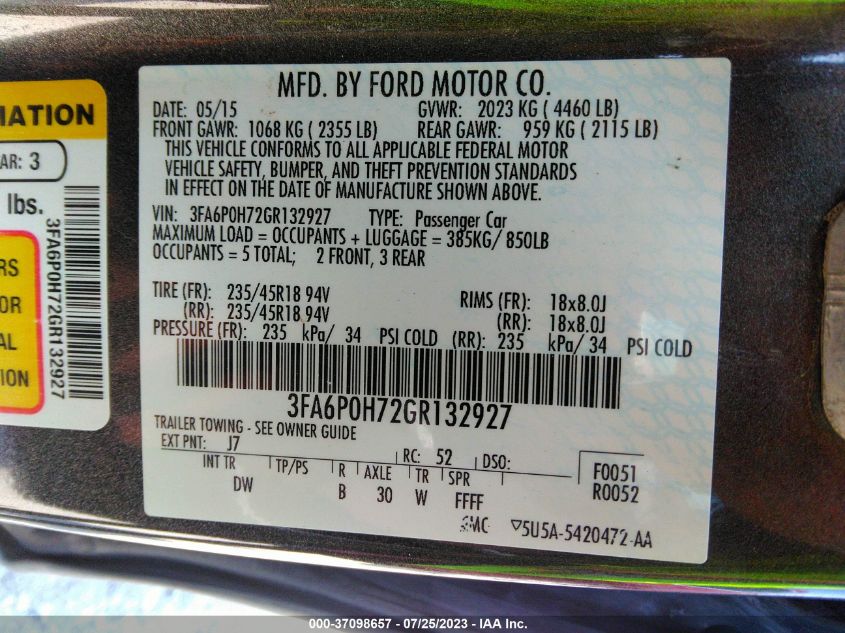 MATION
AR: 3
lbs.
RS
OR
AL
ION
3FA6P0H72GR132927
MFD. BY FORD MOTOR CO.
DATE: 05/15 GVWR: 2023 KG ( 4460 LB)
FRONT GAWR: 1068 KG ( 2355 LB) REAR GAWR: 959 KG ( 2115 LB)
THIS VEHICLE CONFORMS TO ALL APPLICABLE FEDERAL MOTOR
VEHICLE SAFETY, BUMPER, AND THEFT PREVENTION STANDARDS
IN EFFECT ON THE DATE OF MANUFACTURE SHOWN ABOVE.
VIN: 3FA6P0H72GR132927 TYPE: Passenger Car
MAXIMUM LOAD = OCCUPANTS + LUGGAGE = 385KG/ 850LB
OCCUPANTS = 5 TOTAL; 2 FRONT, 3 REAR
TIRE (FR): 235/45R18 94V RIMS (FR): 18x8.0J
(RR): 235/45R18 94V (RR): 18x8.0J
PRESSURE (FR): 235 kPa/ 34 PSI COLD (RR): 235 kPa/ 34 PSI COLD
3FA6P0H72GR132927
TRAILER TOWING - SEE OWNER GUIDE
EXT PNT: J7 RC: 52 DSO:
INT TR TP/PS R AXLE TR SPR F0051
DW B 30 W FFFF R0052
▽5U5A-5420472-AA
000-37098657 / 07/25/2023 - IAA Inc.